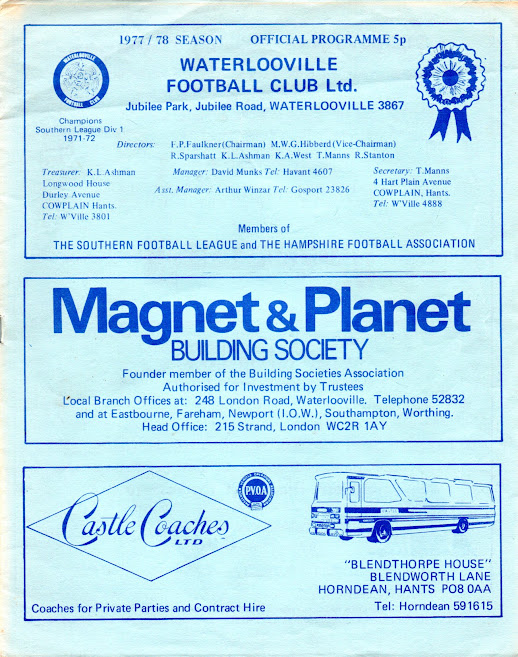 1977/78 SEASON OFFICIAL PROGRAMME 5p
WATERLOOVILLE
FOOTBALL CLUB
WATERLOOVILLE
FOOTBALL CLUB Ltd.
Jubilee Park, Jubilee Road, WATERLOOVILLE 3867
Champions
Southern League Div.1
1971-72
Directors: F.P.Faulkner(Chairman) M.W.G.Hibberd(Vice-Chairman)
R.Sparshatt K.L.Ashman K.A.West T.Manns R.Stanton
Treasurer: K.L.Ashman
Longwood House
Durley Avenue
COWPLAIN Hants.
Tel: W'Ville 3801
Manager: David Munks Tel: Havant 4607
Asst. Manager: Arthur Winzar Tel: Gosport 23826
Secretary: T.Manns
4 Hart Plain Avenue
COWPLAIN, Hants.
Tel: W'Ville 4888
Members of
THE SOUTHERN FOOTBALL LEAGUE and THE HAMPSHIRE FOOTBALL ASSOCIATION
Magnet & Planet
BUILDING SOCIETY
Founder member of the Building Societies Association
Authorised for Investment by Trustees
Local Branch Offices at: 248 London Road, Waterlooville. Telephone 52832
and at Eastbourne, Fareham, Newport (I.O.W.), Southampton, Worthing.
Head Office: 215 Strand, London WC2R 1AY
P.V.O.A
Castle Coaches
LTD
"BLENDTHORPE HOUSE"
BLENDWORTH LANE
HORNDEAN, HANTS PO8 0AA
Coaches for Private Parties and Contract Hire
Tel: Horndean 591615